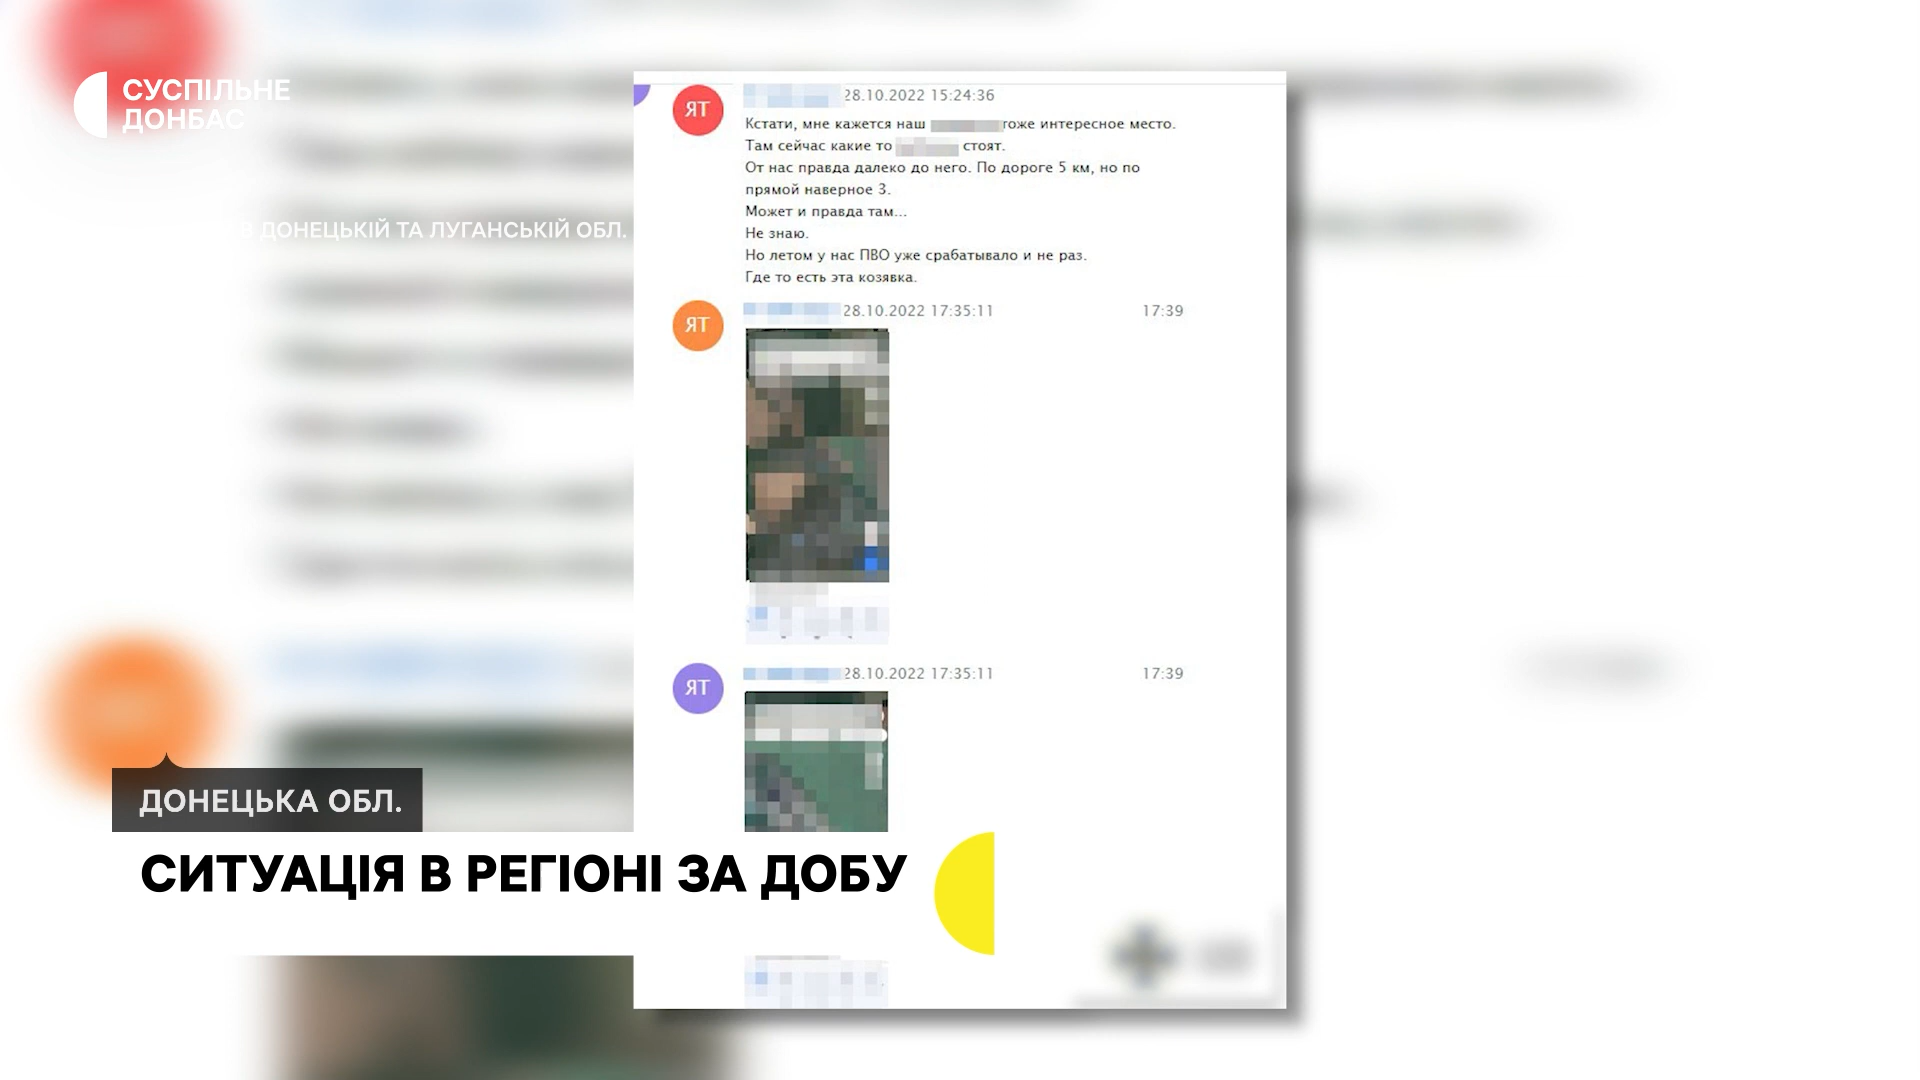 СУСПІЛЬНЕ
ДОНБАС
В ДОНЕЦЬКІЙ ТА ЛУГАНСЬКІЙ ОБЛ.
ЯТ
28.10.2022 15:24:36
Кстати, мне кажется наш тоже интересное место.
Там сейчас какие то стоят.
От нас правда далеко до него. По дороге 5 км, но по
прямой наверное 3.
Может и правда там...
Не знаю.
Но летом у нас ПВО уже срабатывало и не раз.
Где то есть эта козявка.
ЯТ
28.10.2022 17:35:11 17:39
ЯТ
28.10.2022 17:35:11 17:39
ДОНЕЦЬКА ОБЛ.
СИТУАЦІЯ В РЕГІОНІ ЗА ДОБУ